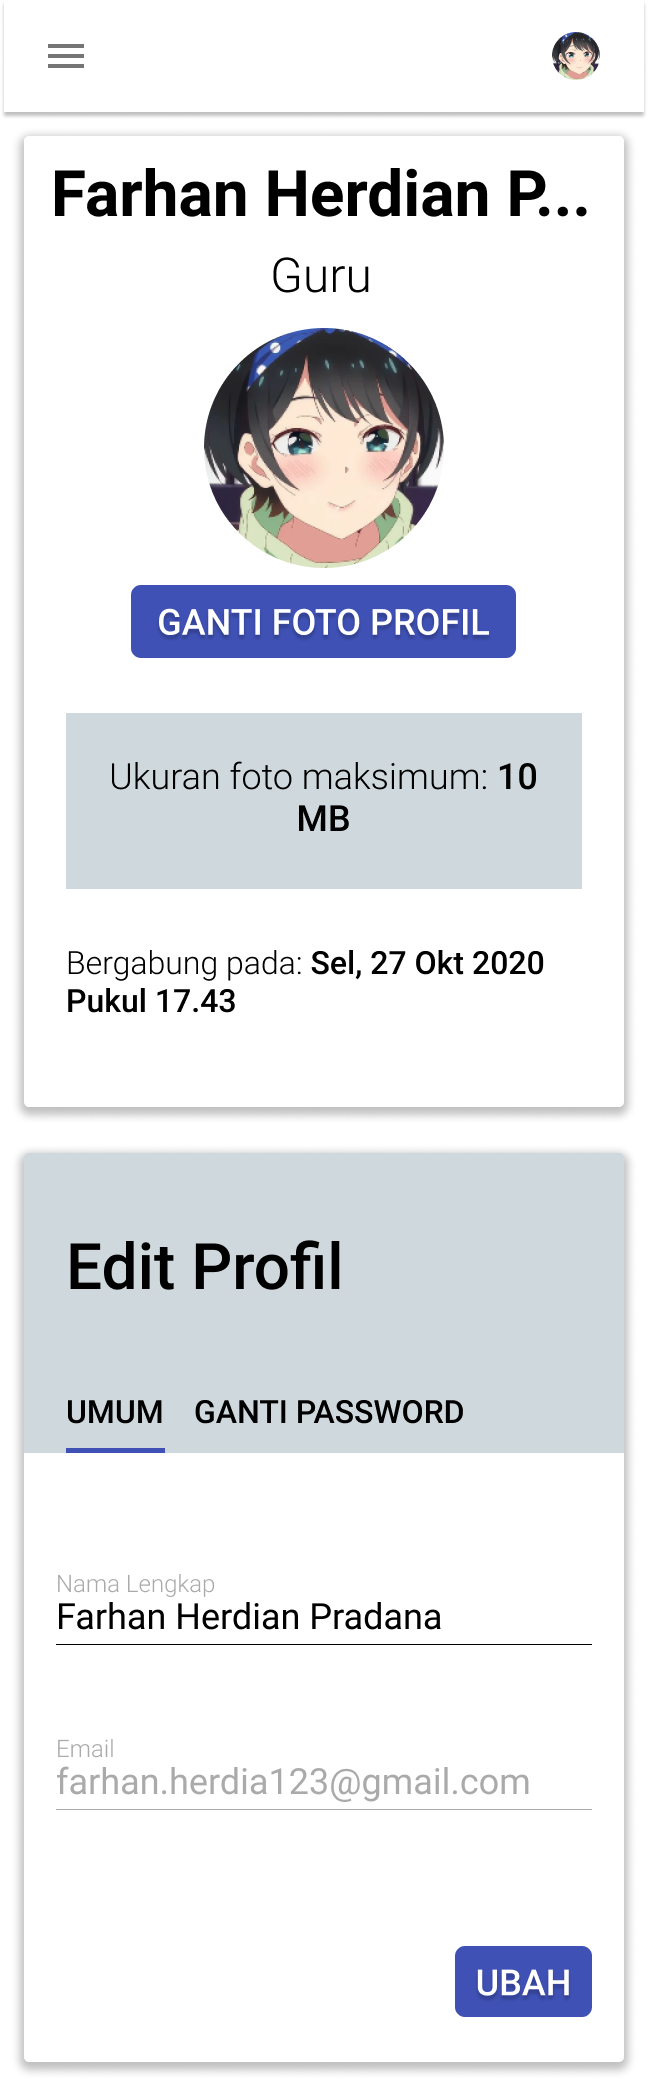 Farhan Herdian P...
Guru
GANTI FOTO PROFIL
Ukuran foto maksimum: 10
MB
Bergabung pada: Sel, 27 Okt 2020
Pukul 17.43
Edit Profil
UMUM GANTI PASSWORD
Nama Lengkap
Farhan Herdian Pradana
Email
farhan.herdia123@gmail.com
UBAH